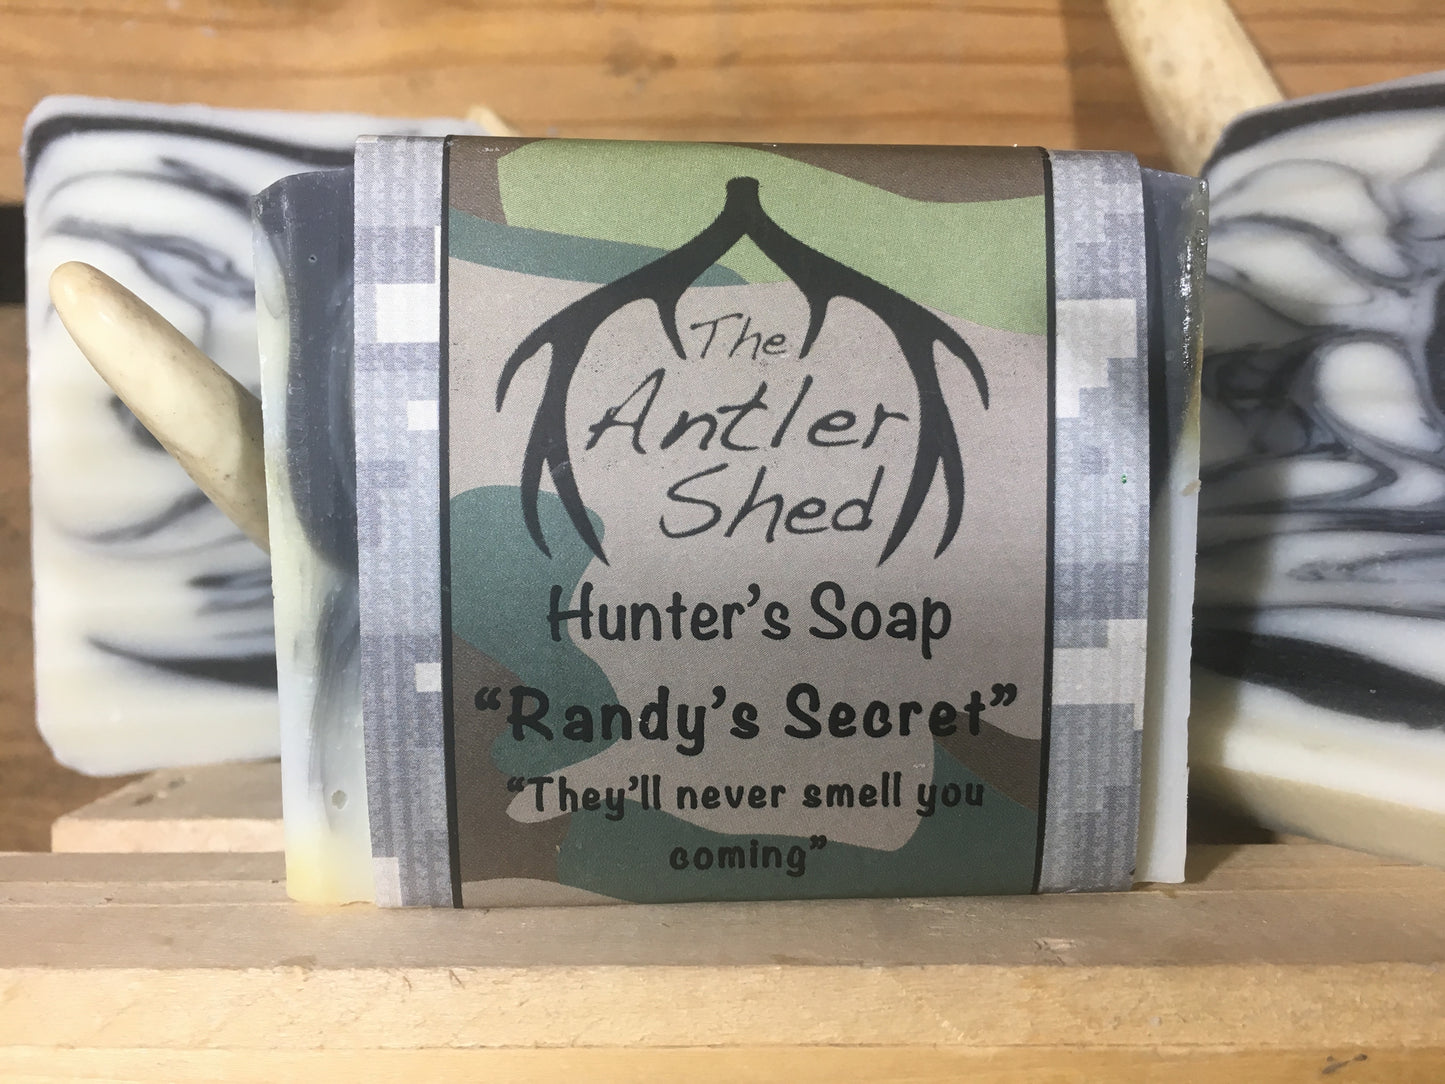 The
Antler
Shed
Hunter's Soap
"Randy's Secret"
"They'll never smell you
coming"